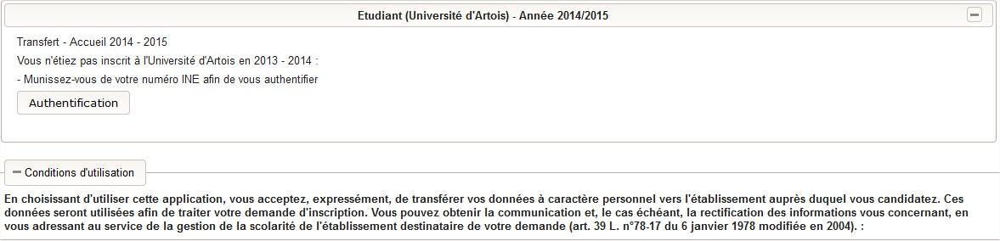 Etudiant (Université d'Artois) - Année 2014/2015
Transfert - Accueil 2014 - 2015
Vous n'étiez pas inscrit à l'Université d'Artois en 2013 - 2014 :
- Munissez-vous de votre numéro INE afin de vous authentifier
Authentification
Conditions d'utilisation
En choisissant d'utiliser cette application, vous acceptez, expressément, de transférer vos données à caractère personnel vers l'établissement auprès duquel vous candidatez. Ces
données seront utilisées afin de traiter votre demande d'inscription. Vous pouvez obtenir la communication et, le cas échéant, la rectification des informations vous concernant, en
vous adressant au service de la gestion de la scolarité de l'établissement destinataire de votre demande (art. 39 L. n°78-17 du 6 janvier 1978 modifiée en 2004). :